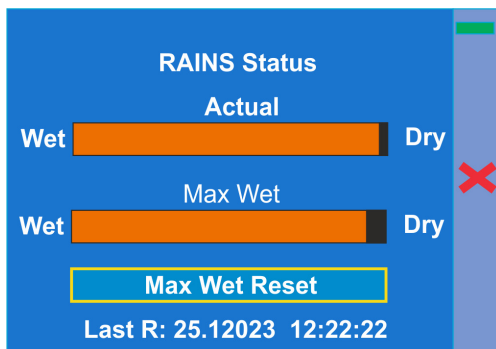 RAINS Status
Actual
Wet Dry
Max Wet
Wet Dry
Max Wet Reset
Last R: 25.12023 12:22:22